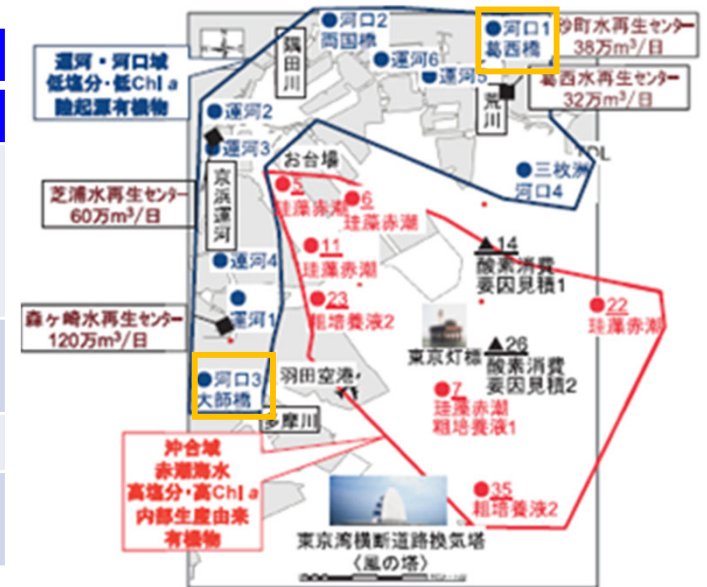 河口2
両国橋
河口1
葛西橋
砂町水再生センター
38万m³/日
隅田川
運河6
運河5
葛西水再生センター
32万m³/日
荒川
運河・河口域
低塩分・低Chl a
陸起源有機物
運河2
運河3
お台場
TDL
三枚洲
河口4
芝浦水再生センター
60万m³/日
京浜運河
5
珪藻赤潮
6
珪藻赤潮
11
珪藻赤潮
14
酸素消費
要因見積1
運河4
23
粗培養液2
22
珪藻赤潮
運河1
森ヶ崎水再生センター
120万m³/日
東京灯標
26
酸素消費
要因見積2
河口3
大師橋
羽田空港
7
珪藻赤潮
粗培養液1
多摩川
沖合域
赤潮海水
高塩分・高Chl a
内部生産由来
有機物
35
粗培養液2
東京湾横断道路換気塔
〈風の塔〉